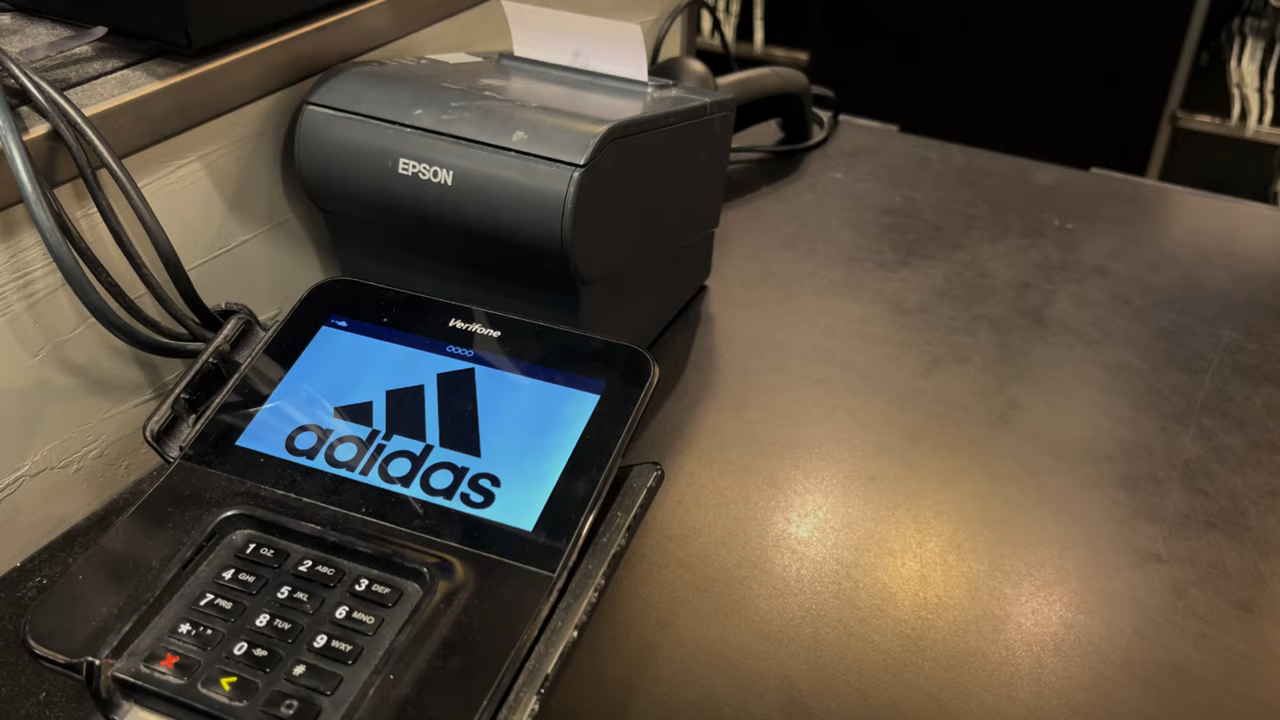 EPSON
Verifone
adidas
1 QZ.
2 ABC
3 DEF
4 GHI
5 JKL
6 MNO
7 PRS
8 TUV
9 WXY
*,'"
0 -SP
#